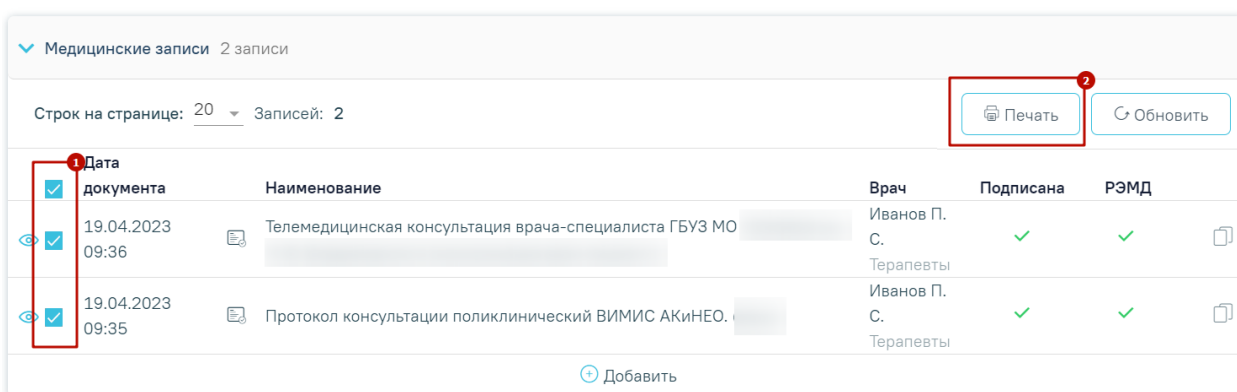 Медицинские записи 2 записи
Строк на странице: 20 Записей: 2
2
Печать
Обновить
1
Дата
документа
Наименование
Врач
Подписана
РЭМД
19.04.2023
09:36
Телемедицинская консультация врача-специалиста ГБУЗ МО
Иванов П.
С.
Терапевты
19.04.2023
09:35
Протокол консультации поликлинический ВИМИС АКиНЕО.
Иванов П.
С.
Терапевты
Добавить